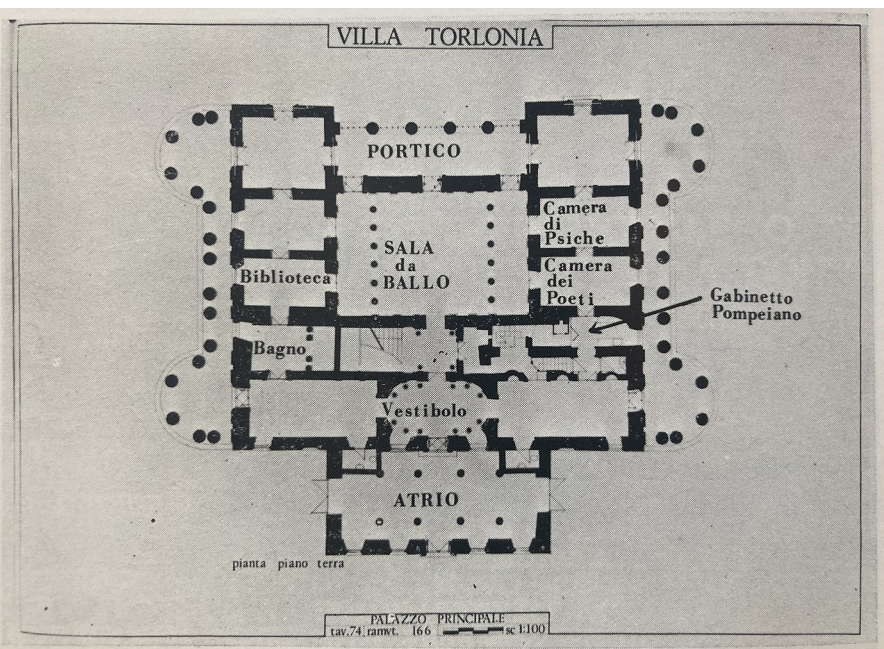 VILLA TORLONIA
PORTICO
Camera
di
Psiche
SALA
da
BALLO
Camera
dei
Poeti
Biblioteca
Gabinetto
Pompeiano
Bagno
Vestibolo
ATRIO
pianta piano terra
PALAZZO PRINCIPALE
tav.74 ramvt. 166 sc 1:100